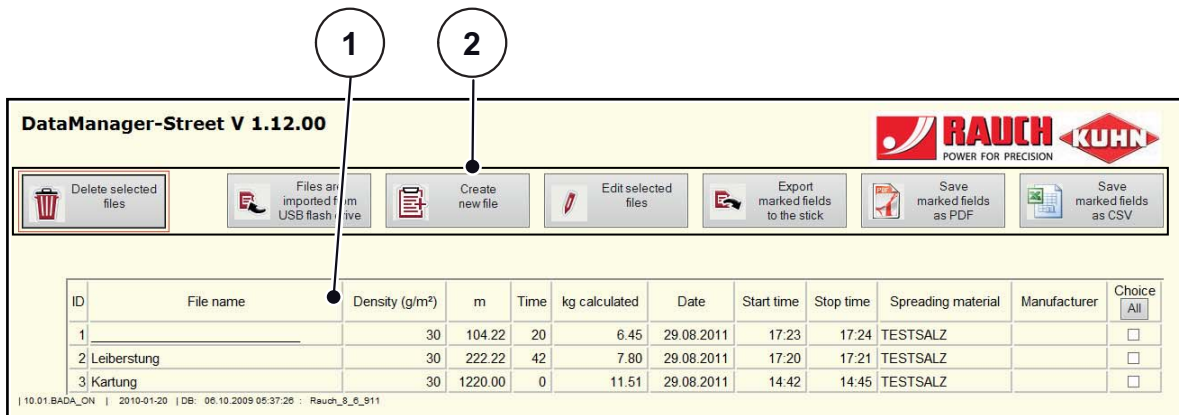 1 2
DataManager-Street V 1.12.00
RAUCH
POWER FOR PRECISION
KUHN
Delete selected
files
Files are
imported from
USB flash drive
Create
new file
Edit selected
files
Export
marked fields
to the stick
Save
marked fields
as PDF
Save
marked fields
as CSV
ID File name Density (g/m²) m Time kg calculated Date Start time Stop time Spreading material Manufacturer Choice
All
1 30 104.22 20 6.45 29.08.2011 17:23 17:24 TESTSALZ
2 Leiberstung 30 222.22 42 7.80 29.08.2011 17:20 17:21 TESTSALZ
3 Kartung 30 1220.00 0 11.51 29.08.2011 14:42 14:45 TESTSALZ
| 10.01.BADA_ON | 2010-01-20 | DB: 06.10.2009 05:37:26 : Rauch_8_6_911